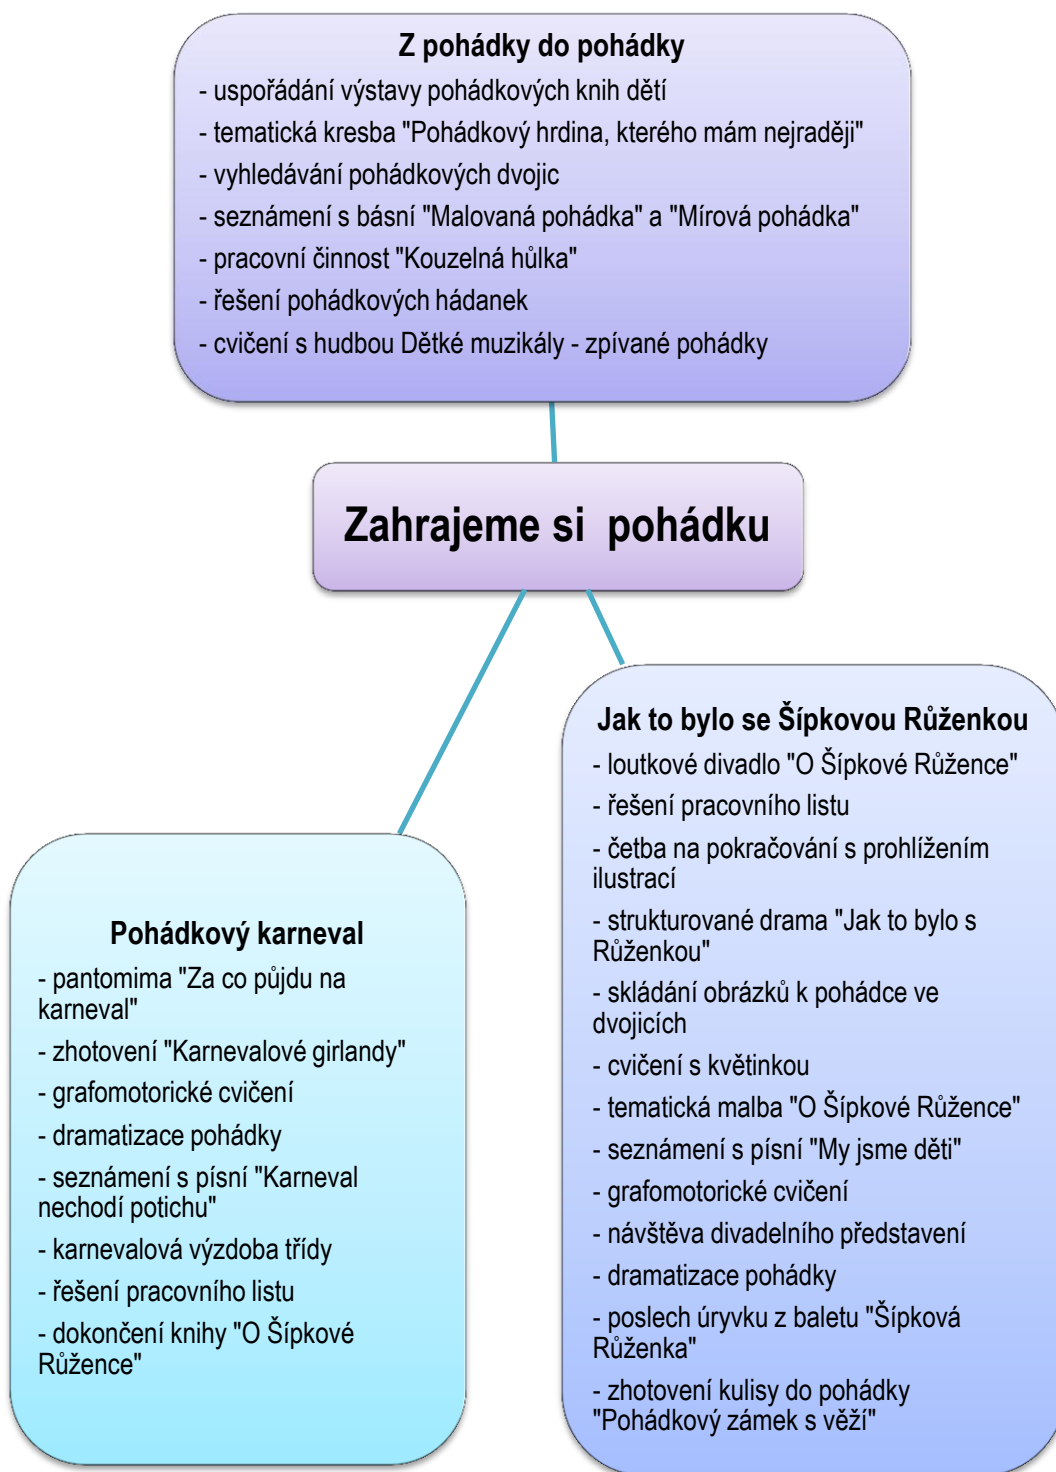 Z pohádky do pohádky
- uspořádání výstavy pohádkových knih dětí
- tematická kresba "Pohádkový hrdina, kterého mám nejraději"
- vyhledávání pohádkových dvojic
- seznámení s básní "Malovaná pohádka" a "Mírová pohádka"
- pracovní činnost "Kouzelná hůlka"
- řešení pohádkových hádanek
- cvičení s hudbou Dětké muzikály - zpívané pohádky
Zahrajeme si pohádku
Jak to bylo se Šípkovou Růženkou
- loutkové divadlo "O Šípkové Růžence"
- řešení pracovního listu
- četba na pokračování s prohlížením
ilustrací
- strukturované drama "Jak to bylo s
Růženkou"
- skládání obrázků k pohádce ve
dvojicích
- cvičení s květinkou
- tematická malba "O Šípkové Růžence"
- seznámení s písní "My jsme děti"
- grafomotorické cvičení
- návštěva divadelního představení
- dramatizace pohádky
- poslech úryvku z baletu "Šípková
Růženka"
- zhotovení kulisy do pohádky
"Pohádkový zámek s věží"
Pohádkový karneval
- pantomima "Za co půjdu na
karneval"
- zhotovení "Karnevalové girlandy"
- grafomotorické cvičení
- dramatizace pohádky
- seznámení s písní "Karneval
nechodí potichu"
- karnevalová výzdoba třídy
- řešení pracovního listu
- dokončení knihy "O Šípkové
Růžence"